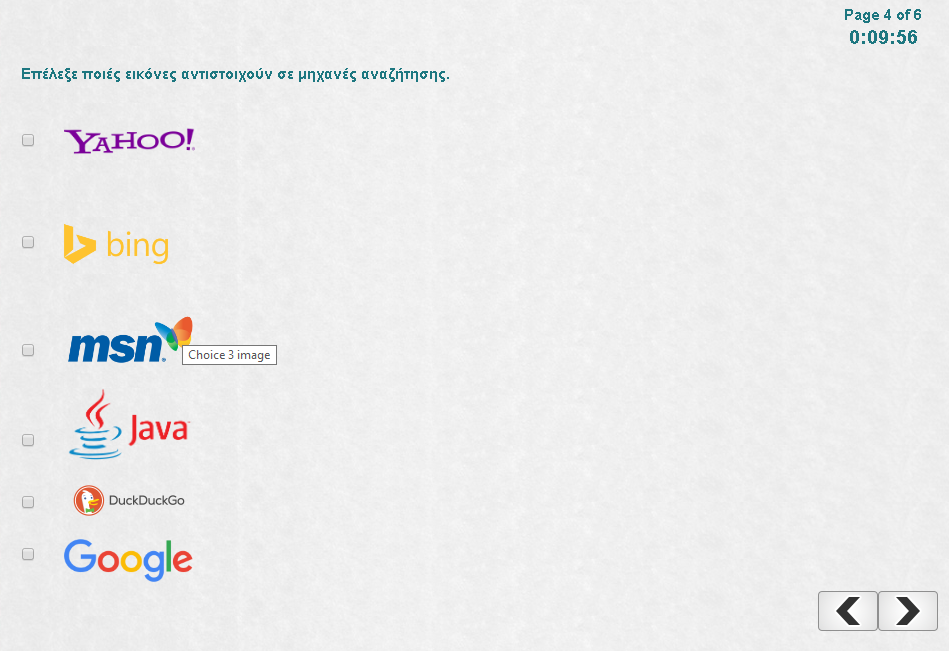 Page 4 of 6
0:09:56
Επέλεξε ποιές εικόνες αντιστοιχούν σε μηχανές αναζήτησης.
YAHOO!
bing
msn
Choice 3 image
Java
DuckDuckGo
Google